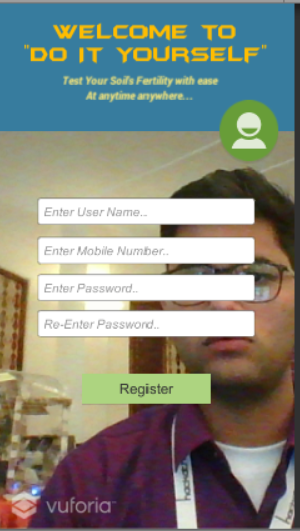 WELCOME TO
"DO IT YOURSELF"
Test Your Soil's Fertility with ease
At anytime anywhere...
Enter User Name..
Enter Mobile Number..
Enter Password..
Re-Enter Password..
Register
vuforia™